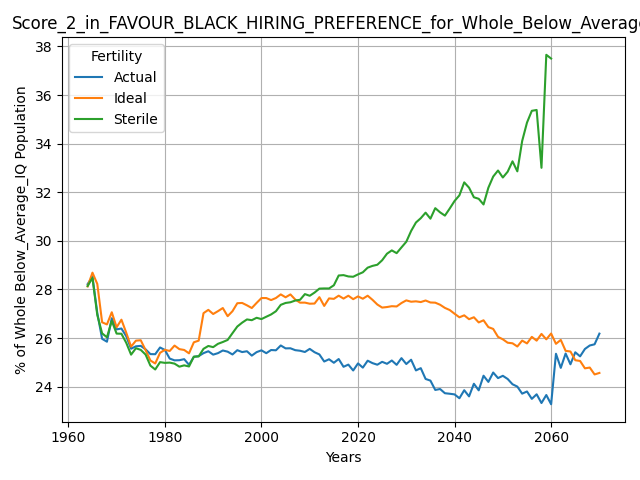 Score_2_in_FAVOUR_BLACK_HIRING_PREFERENCE_for_Whole_Below_Average
Fertility
Actual
Ideal
Sterile
% of Whole Below_Average_IQ Population
38
36
34
32
30
28
26
24
1960 1980 2000 2020 2040 2060
Years